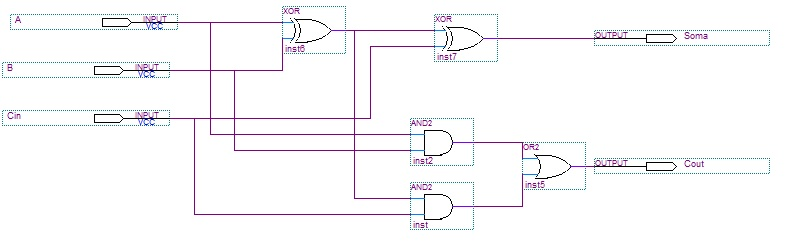 A
INPUT
VCC
XOR
inst6
XOR
inst7
OUTPUT
Soma
B
INPUT
VCC
Cin
INPUT
VCC
AND2
inst2
OR2
inst5
OUTPUT
Cout
AND2
inst